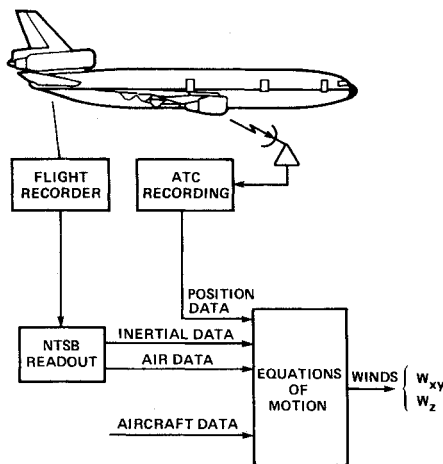 FLIGHT
RECORDER
ATC
RECORDING
POSITION
DATA
NTSB
READOUT
INERTIAL DATA
AIR DATA
AIRCRAFT DATA
EQUATIONS
OF
MOTION
WINDS
Wxy
Wz